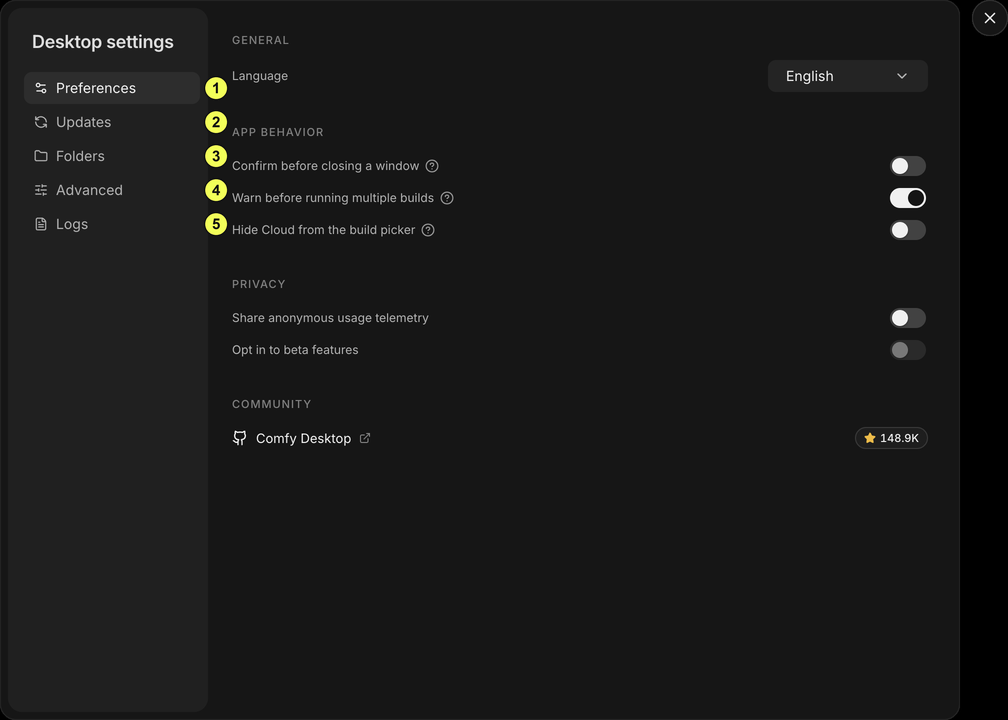 Desktop settings
Preferences
Updates
Folders
Advanced
Logs
1
2
3
4
5
GENERAL
Language
English
APP BEHAVIOR
Confirm before closing a window
Warn before running multiple builds
Hide Cloud from the build picker
PRIVACY
Share anonymous usage telemetry
Opt in to beta features
COMMUNITY
Comfy Desktop
148.9K